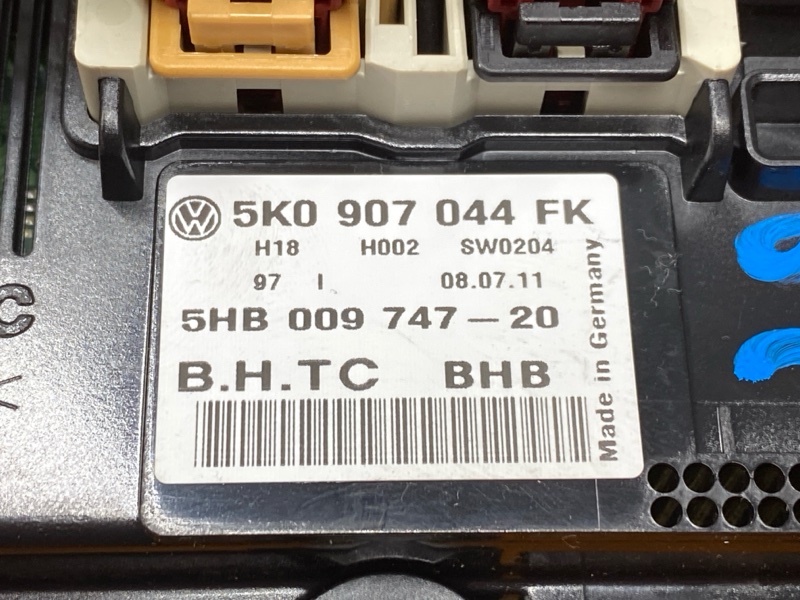 VW 5K0 907 044 FK
H18 H002 SW0204
97 I 08.07.11
5HB 009 747-20
B.H.TC BHB
Made in Germany
C